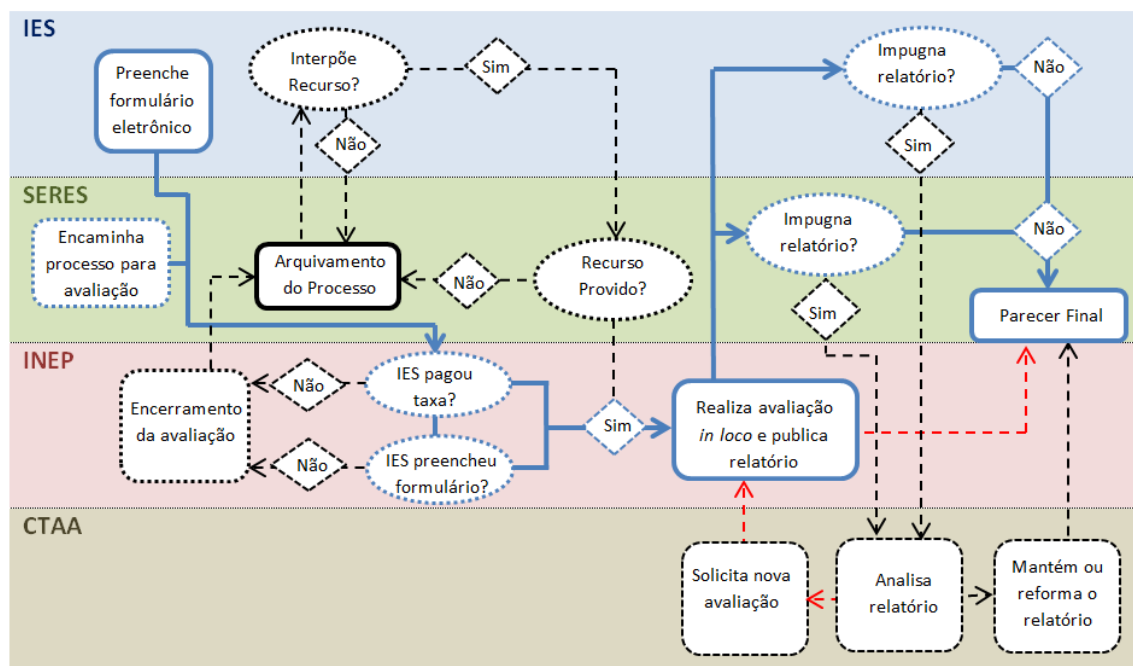 IES
Preenche
formulário
eletrônico
Interpõe
Recurso?
Sim
Não
Impugna
relatório?
Não
Sim
SERES
Encaminha
processo para
avaliação
Arquivamento
do Processo
Não
Recurso
Provido?
Impugna
relatório?
Não
Sim
Parecer Final
INEP
Encerramento
da avaliação
Não
IES pagou
taxa?
Não
IES preencheu
formulário?
Sim
Realiza avaliação
in loco e publica
relatório
CTAA
Solicita nova
avaliação
Analisa
relatório
Mantém ou
reforma o
relatório